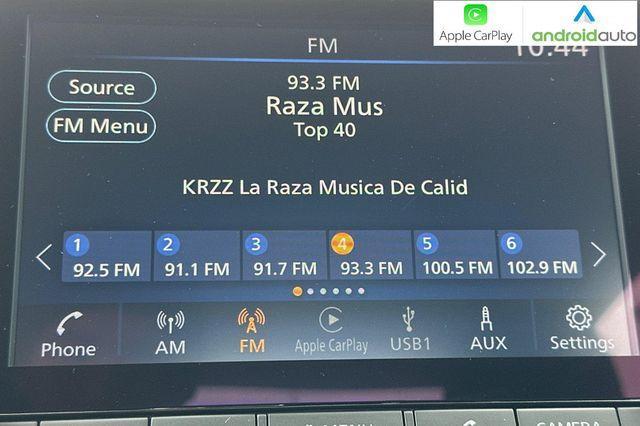 Apple CarPlay
androidauto
FM
10:44
93.3 FM
Source
Raza Mus
FM Menu
Top 40
KRZZ La Raza Musica De Calid
1 2 3 4 5 6
92.5 FM 91.1 FM 91.7 FM 93.3 FM 100.5 FM 102.9 FM
Phone AM FM Apple CarPlay USB1 AUX Settings
MENU
CAMERA